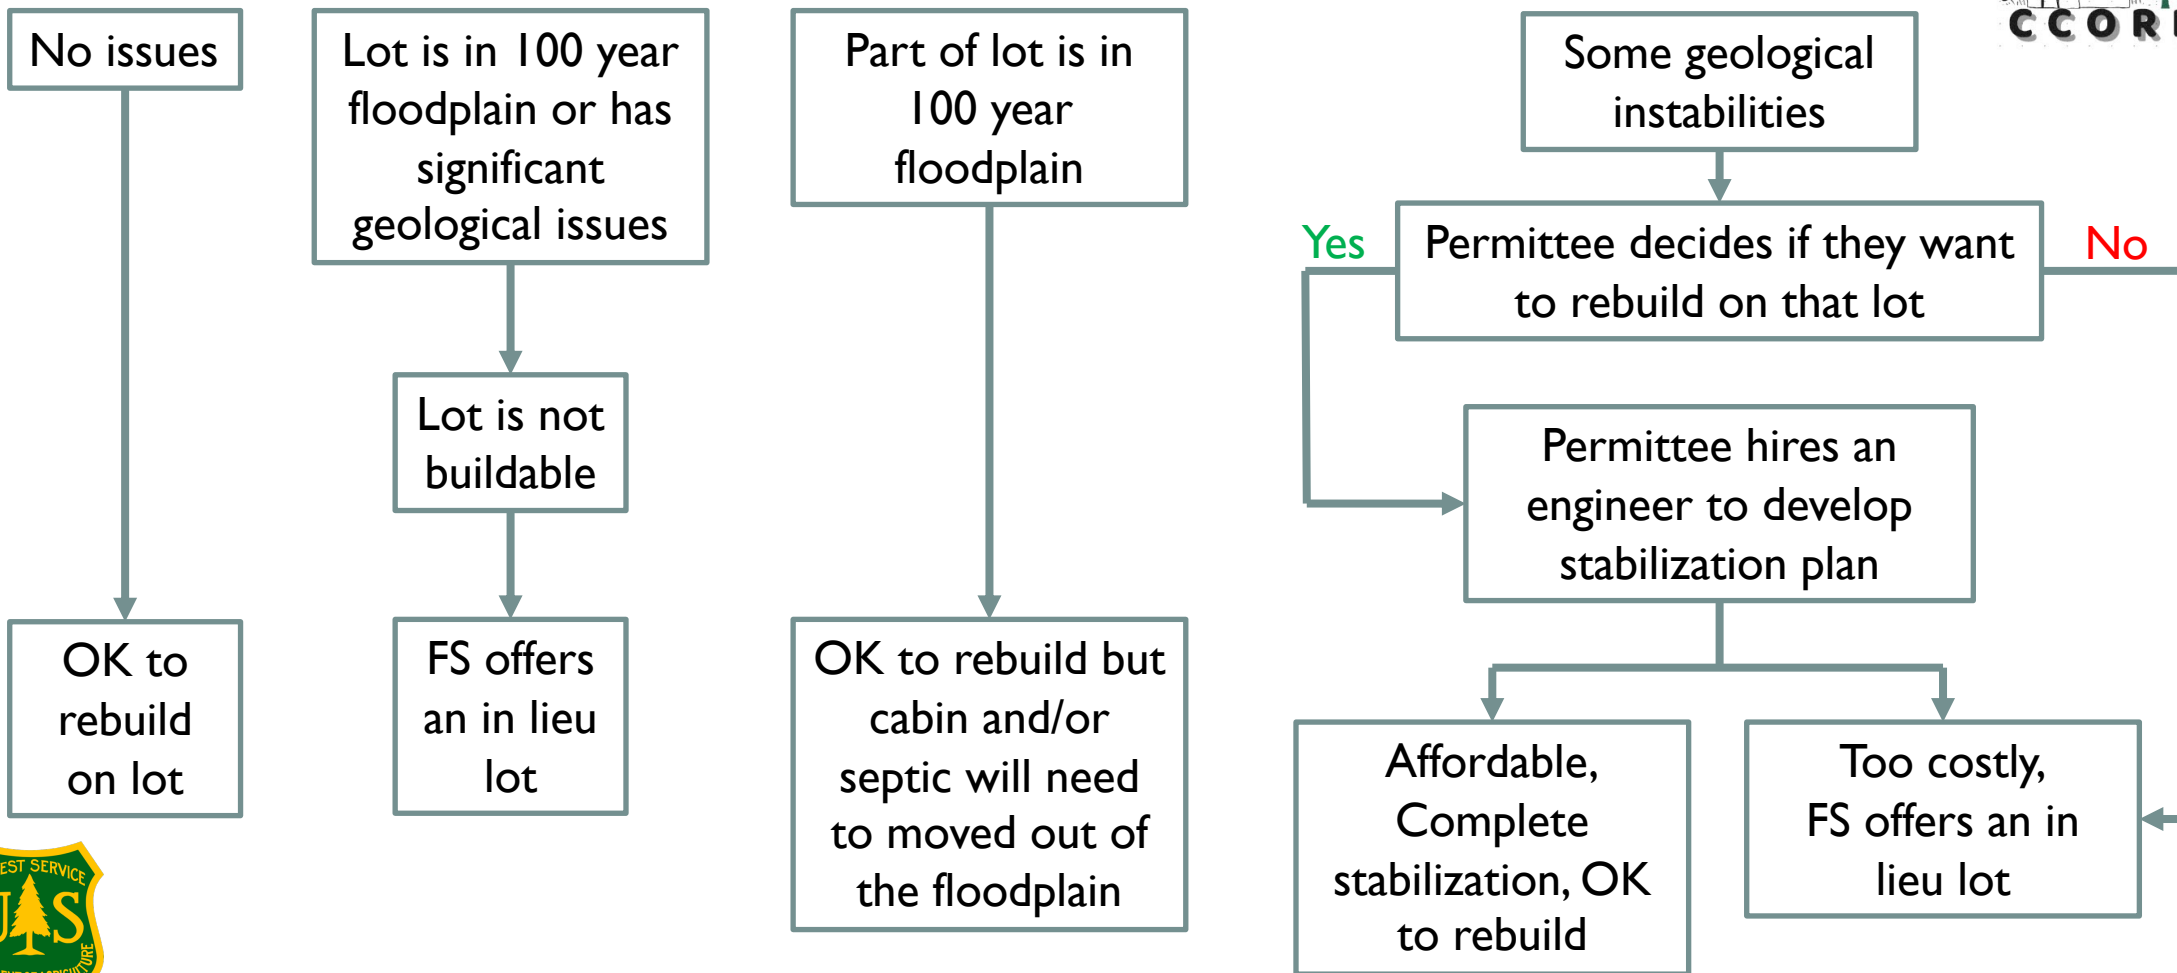 No issues
Lot is in 100 year
floodplain or has
significant
geological issues
Part of lot is in
100 year
floodplain
Some geological
instabilities
Yes
Permittee decides if they want
to rebuild on that lot
No
Lot is not
buildable
Permittee hires an
engineer to develop
stabilization plan
OK to
rebuild
on lot
FS offers
an in lieu
lot
OK to rebuild but
cabin and/or
septic will need
to moved out of
the floodplain
Affordable,
Complete
stabilization, OK
to rebuild
Too costly,
FS offers an in
lieu lot
CCOR
SERVICE
S